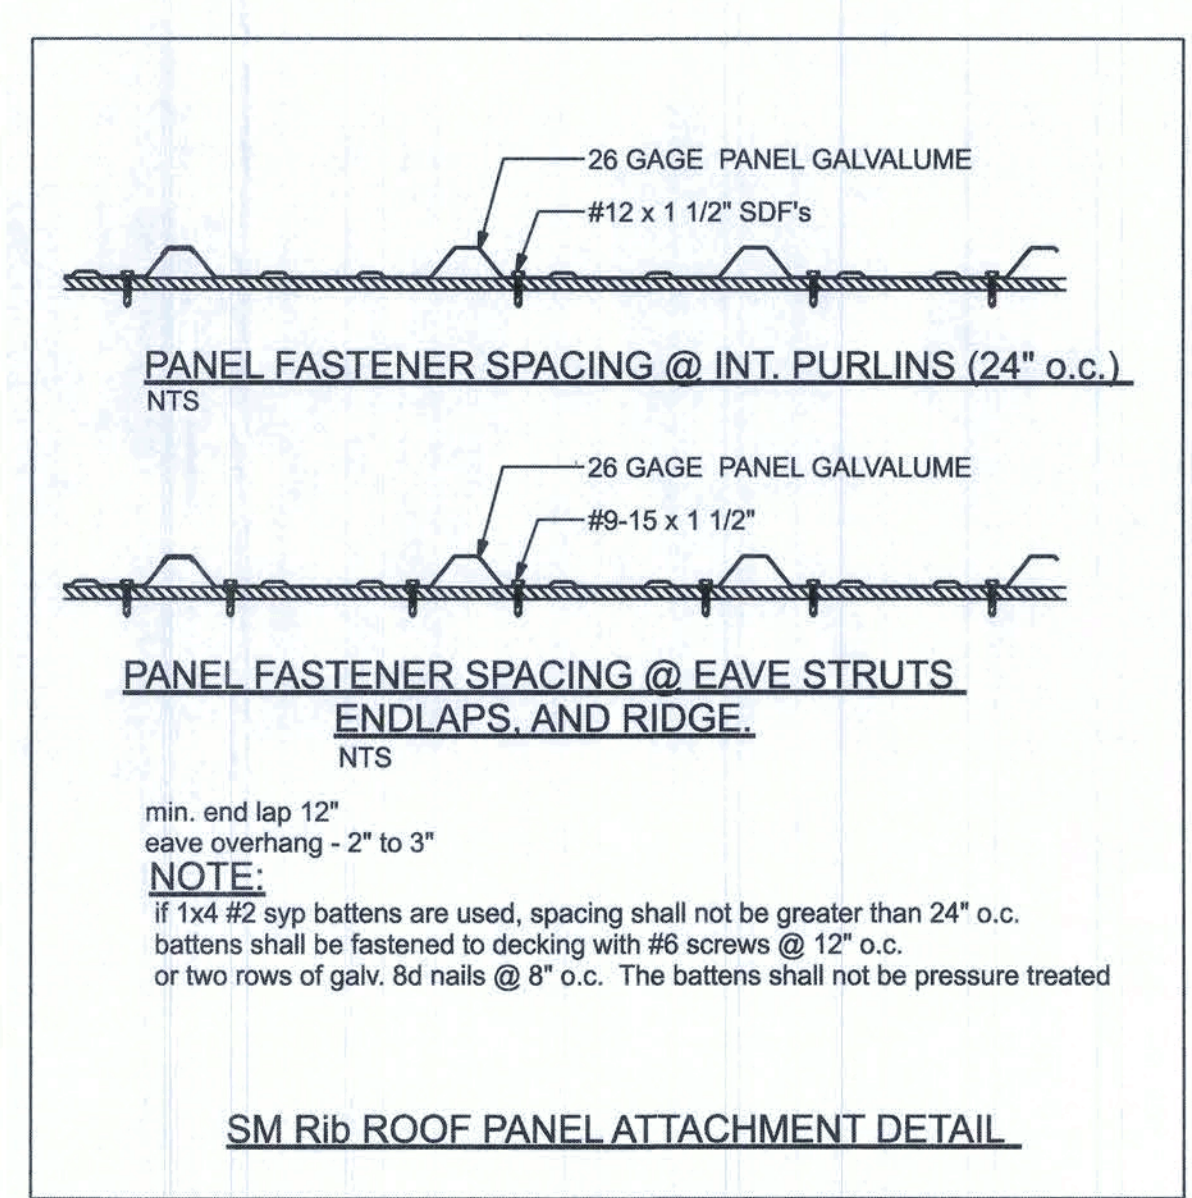 26 GAGE PANEL GALVALUME
#12 x 1 1/2" SDF's
PANEL FASTENER SPACING @ INT. PURLINS (24" o.c.)
NTS
26 GAGE PANEL GALVALUME
#9-15 x 1 1/2"
PANEL FASTENER SPACING @ EAVE STRUTS
ENDLAPS, AND RIDGE.
NTS
min. end lap 12"
eave overhang - 2" to 3"
NOTE:
if 1x4 #2 syp battens are used, spacing shall not be greater than 24" o.c.
battens shall be fastened to decking with #6 screws @ 12" o.c.
or two rows of galv. 8d nails @ 8" o.c. The battens shall not be pressure treated
SM Rib ROOF PANEL ATTACHMENT DETAIL